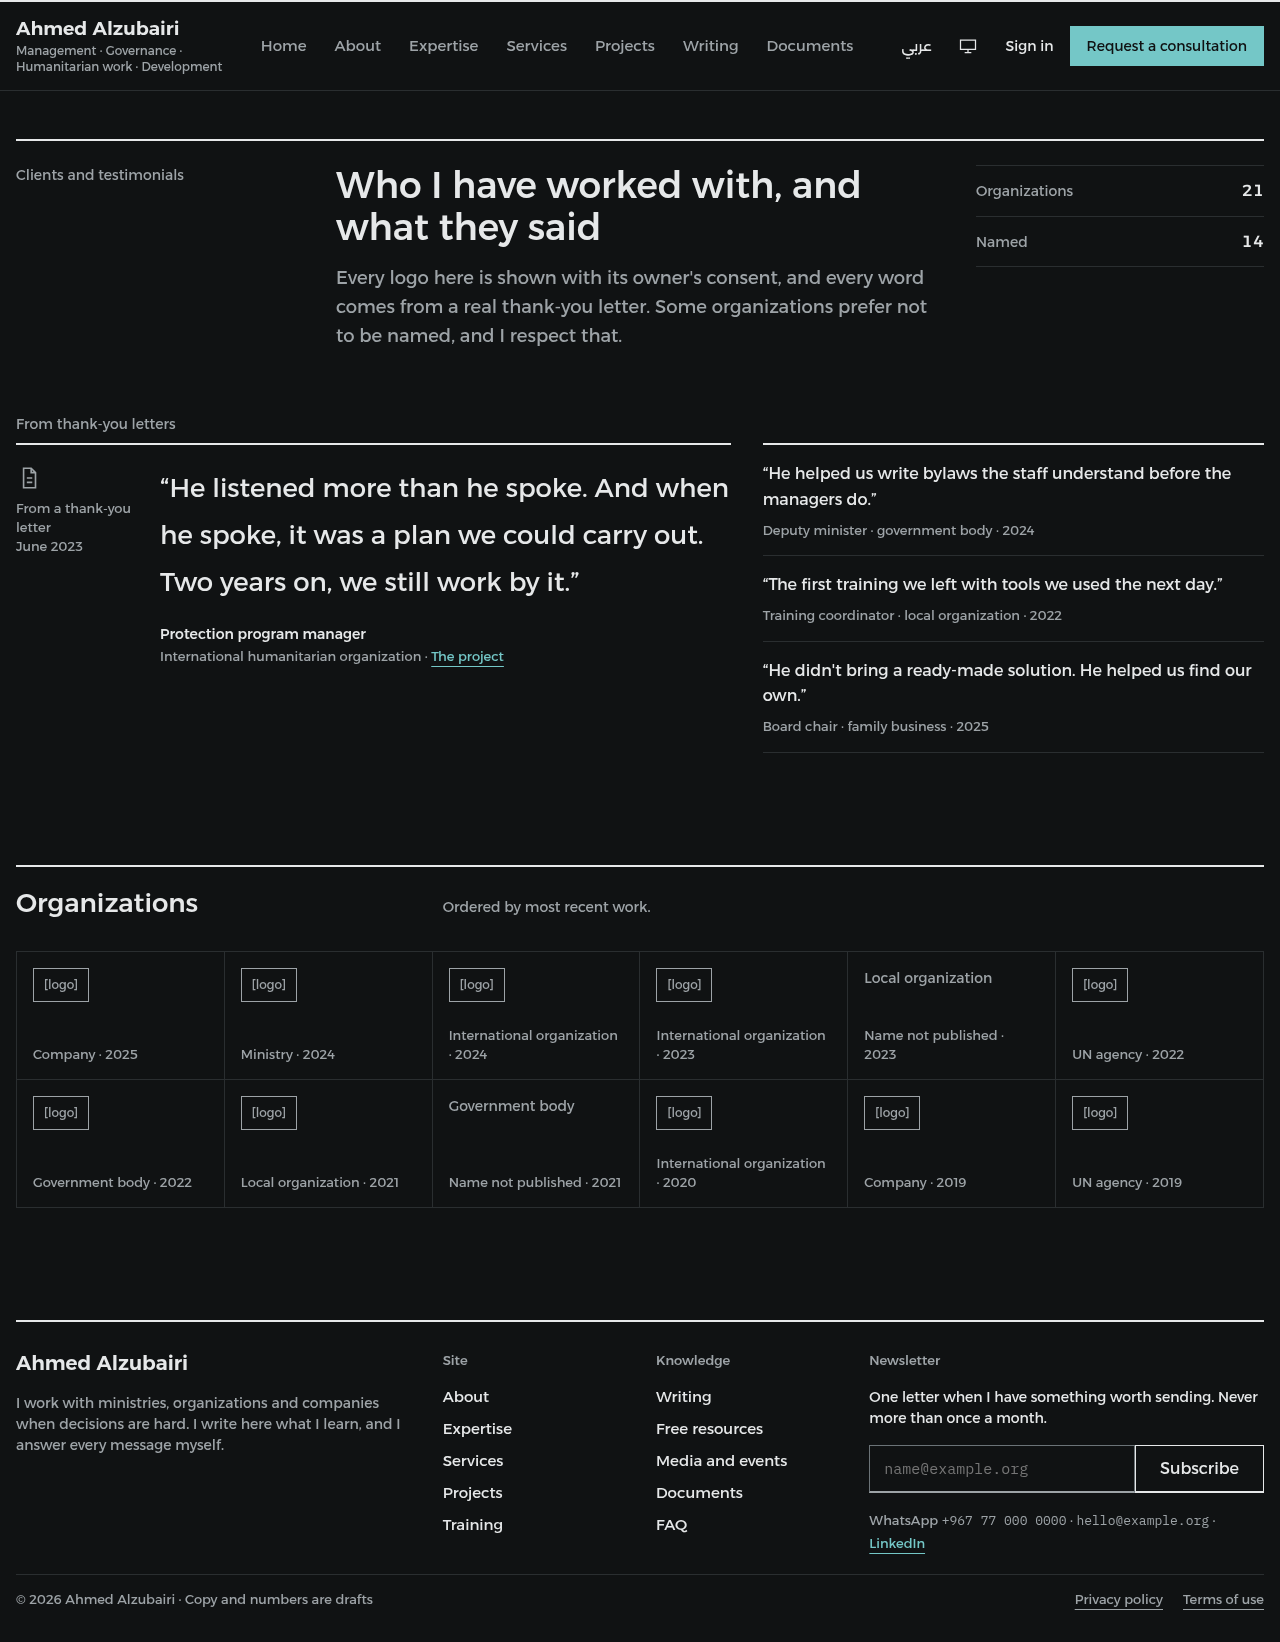 Ahmed Alzubairi
Management · Governance ·
Humanitarian work · Development
Home
About
Expertise
Services
Projects
Writing
Documents
عربي
Sign in
Request a consultation
Clients and testimonials
Who I have worked with, and
what they said
Every logo here is shown with its owner's consent, and every word
comes from a real thank-you letter. Some organizations prefer not
to be named, and I respect that.
Organizations 21
Named 14
From thank-you letters
From a thank-you
letter
June 2023
“He listened more than he spoke. And when
he spoke, it was a plan we could carry out.
Two years on, we still work by it.”
Protection program manager
International humanitarian organization · The project
“He helped us write bylaws the staff understand before the
managers do.”
Deputy minister · government body · 2024
“The first training we left with tools we used the next day.”
Training coordinator · local organization · 2022
“He didn't bring a ready-made solution. He helped us find our
own.”
Board chair · family business · 2025
Organizations
Ordered by most recent work.
[logo]
Company · 2025
[logo]
Ministry · 2024
[logo]
International organization
· 2024
[logo]
International organization
· 2023
Local organization
Name not published ·
2023
[logo]
UN agency · 2022
[logo]
Government body · 2022
[logo]
Local organization · 2021
Government body
Name not published · 2021
[logo]
International organization
· 2020
[logo]
Company · 2019
[logo]
UN agency · 2019
Ahmed Alzubairi
I work with ministries, organizations and companies
when decisions are hard. I write here what I learn, and I
answer every message myself.
Site
About
Expertise
Services
Projects
Training
Knowledge
Writing
Free resources
Media and events
Documents
FAQ
Newsletter
One letter when I have something worth sending. Never
more than once a month.
name@example.org
Subscribe
WhatsApp +967 77 000 0000 · hello@example.org ·
LinkedIn
© 2026 Ahmed Alzubairi · Copy and numbers are drafts
Privacy policy
Terms of use